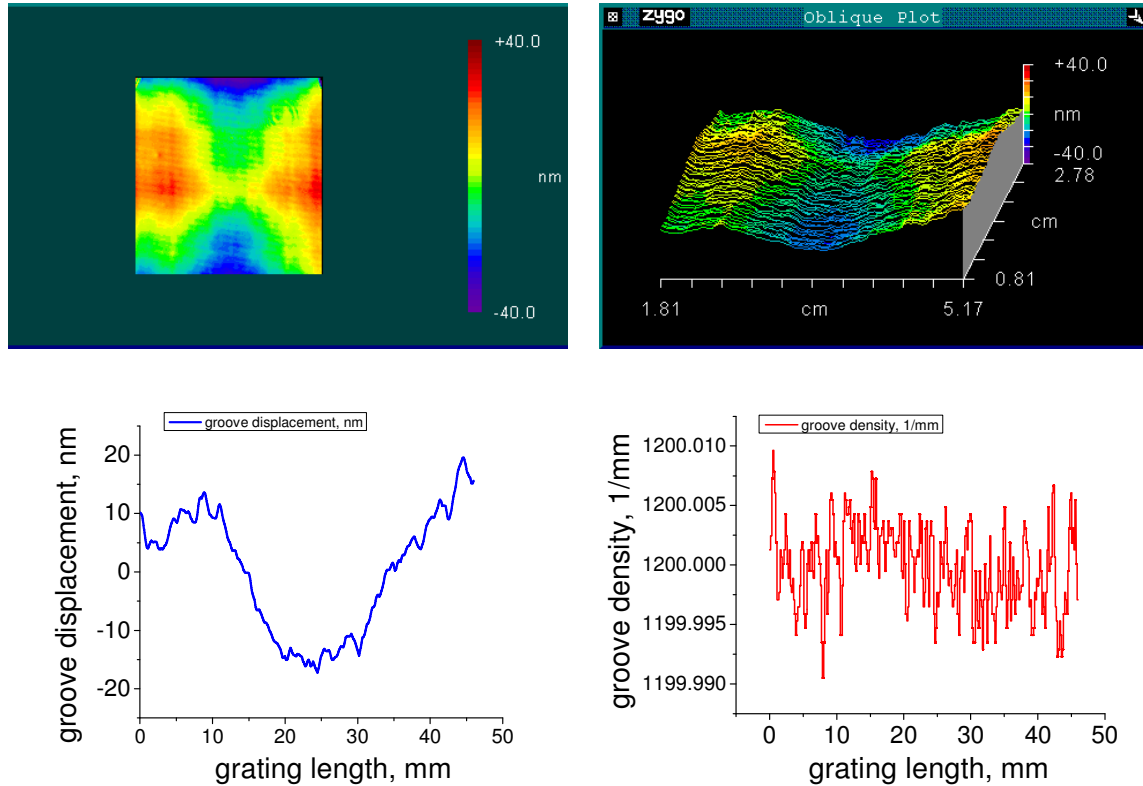 +40.0
nm
-40.0
zygo Oblique Plot
+40.0
nm
-40.0
2.78
cm
0.81
1.81 cm 5.17
groove displacement, nm
20
10
0
-10
-20
0 10 20 30 40 50
groove displacement, nm
grating length, mm
groove density, 1/mm
1200.010
1200.005
1200.000
1199.995
1199.990
0 10 20 30 40 50
groove density, 1/mm
grating length, mm